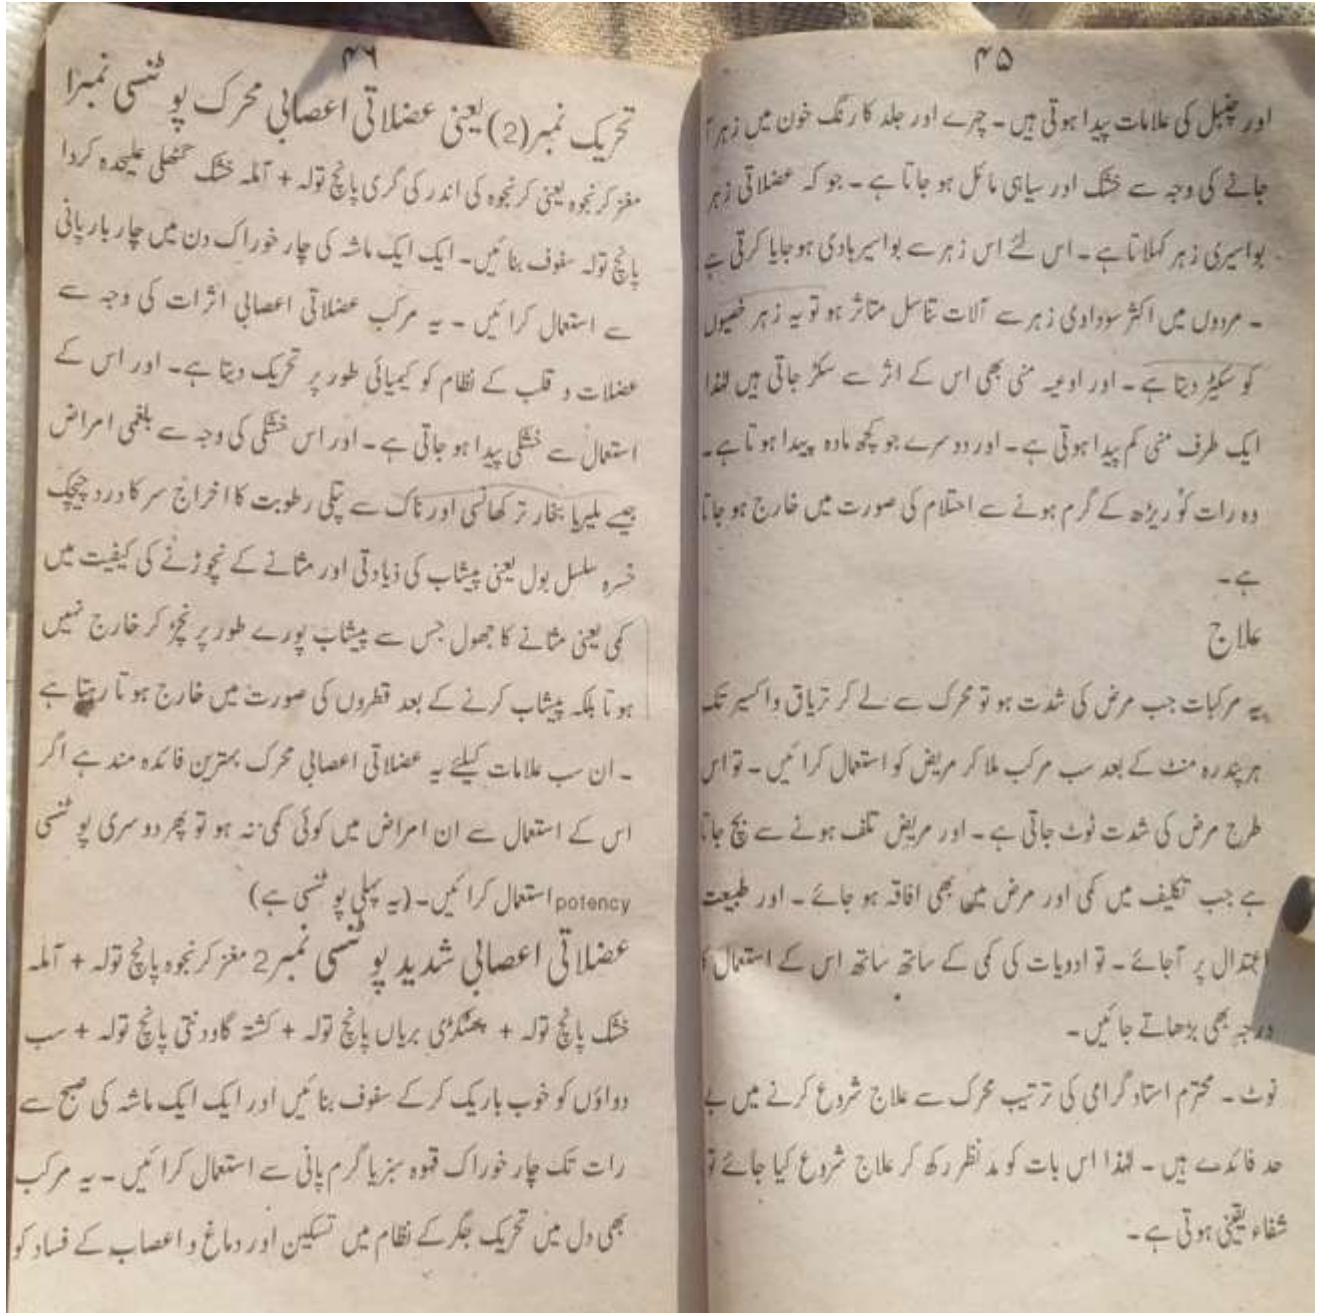 ۴۵
اور چنبل کی علامات پیدا ہوتی ہیں۔ چہرے اور جلد کا رنگ خون میں زہر آ
جانے کی وجہ سے خشک اور سیاہی مائل ہو جاتا ہے۔ جو کہ عضلاتی زہر
بواسیری زہر کہلاتا ہے۔ اس لئے اس زہر سے بواسیر بادی ہو جایا کرتی ہے
۔ مردوں میں اکثر سوداوی زہر سے آلات تناسل متاثر ہو تو یہ زہر خصیوں
کو سکیڑ دیتا ہے۔ اور اوعیہ منی بھی اس کے اثر سے سکڑ جاتی ہیں لہذا
ایک طرف منی کم پیدا ہوتی ہے۔ اور دوسرے جو کچھ مادہ پیدا ہوتا ہے۔
وہ رات کو ریڑھ کے گرم ہونے سے احتلام کی صورت میں خارج ہو جاتا
ہے۔
علاج
یہ مرکبات جب مرض کی شدت ہو تو محرک سے لے کر تریاق و اکسیر تک
ہر پندرہ منٹ کے بعد سب مرکب ملا کر مریض کو استعمال کرائیں۔ تو اس
طرح مرض کی شدت ٹوٹ جاتی ہے۔ اور مریض تلف ہونے سے بچ جاتا
ہے جب تکلیف میں کمی اور مرض میں بھی افاقہ ہو جائے۔ اور طبیعت
اعتدال پر آجائے۔ تو ادویات کی کمی کے ساتھ ساتھ اس کے استعمال کا
درجہ بھی بڑھاتے جائیں۔
نوٹ۔ محترم استاد گرامی کی ترتیب محرک سے علاج شروع کرنے میں بے
حد فائدے ہیں۔ لہذا اس بات کو مد نظر رکھ کر علاج شروع کیا جائے تو
شفاء یقینی ہوتی ہے۔
۴۶
تحریک نمبر (2) یعنی عضلاتی اعصابی محرک پوٹنسی نمبر1
مغز کرنجوہ یعنی کرنجوہ کی اندر کی گری پانچ تولہ + آملہ خشک گٹھلی علیحدہ کردا
پانچ تولہ سفوف بنائیں۔ ایک ایک ماشہ کی چار خوراک دن میں چار بار پانی
سے استعمال کرائیں۔ یہ مرکب عضلاتی اعصابی اثرات کی وجہ سے
عضلات و قلب کے نظام کو کیمیائی طور پر تحریک دیتا ہے۔ اور اس کے
استعمال سے خشکی پیدا ہو جاتی ہے۔ اور اس خشکی کی وجہ سے بلغمی امراض
جیسے ملیریا بخار تر کھانسی اور ناک سے پتلی رطوبت کا اخراج سر کا درد چیچک
خسرہ سلسل بول یعنی پیشاب کی ذیادتی اور مثانے کے نچوڑنے کی کیفیت میں
کمی یعنی مثانے کا جھول جس سے پیشاب پورے طور پر نچڑ کر خارج نہیں
ہوتا بلکہ پیشاب کرنے کے بعد قطروں کی صورت میں خارج ہوتا رہتا ہے
۔ ان سب علامات کیلئے یہ عضلاتی اعصابی محرک بہترین فائدہ مند ہے اگر
اس کے استعمال سے ان امراض میں کوئی کمی نہ ہو تو پھر دوسری پوٹنسی
potency استعمال کرائیں۔ (یہ پہلی پوٹنسی ہے)
عضلاتی اعصابی شدید پوٹنسی نمبر2 مغز کرنجوہ پانچ تولہ + آملہ
خشک پانچ تولہ + پھٹکڑی بریاں پانچ تولہ + کشتہ گاودنتی پانچ تولہ + سب
دواؤں کو خوب باریک کرکے سفوف بنائیں اور ایک ایک ماشہ کی صبح سے
رات تک چار خوراک قہوہ سبز یا گرم پانی سے استعمال کرائیں۔ یہ مرکب
بھی دل میں تحریک جگر کے نظام میں تسکین اور دماغ و اعصاب کے فساد کو